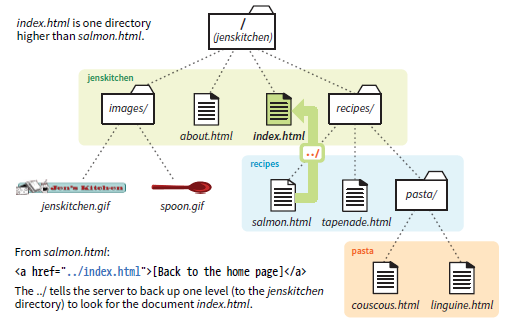 index.html is one directory
higher than salmon.html.
/
(jenskitchen)
jenskitchen
images/
about.html
index.html
recipes/
../
Jen's Kitchen
jenskitchen.gif
spoon.gif
recipes
salmon.html
tapenade.html
pasta/
pasta
couscous.html
linguine.html
From salmon.html:
<a href="../index.html">[Back to the home page]</a>
The ../ tells the server to back up one level (to the jenskitchen
directory) to look for the document index.html.